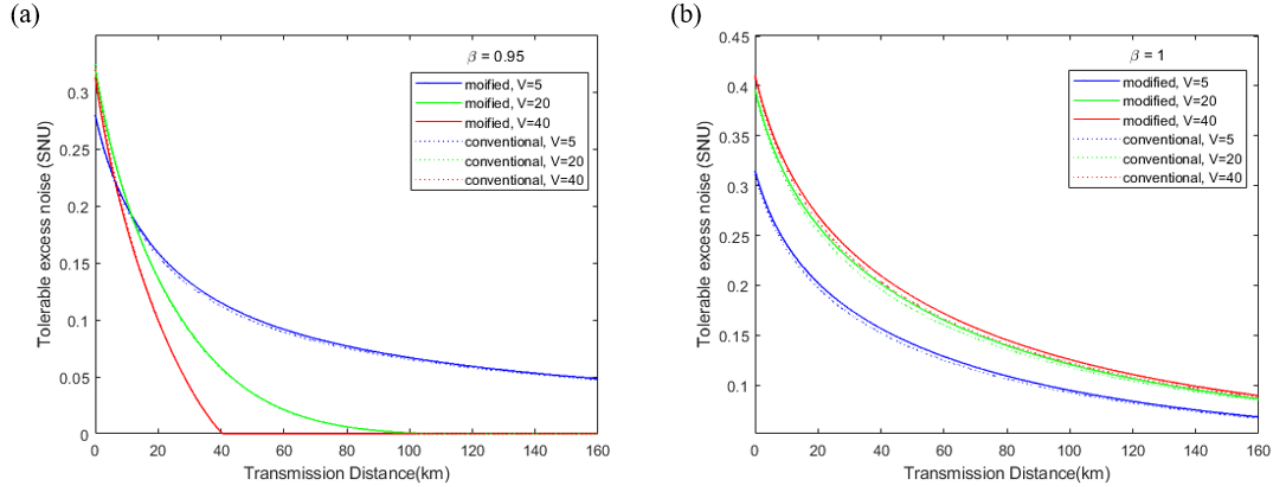 (a)
β = 0.95
moified, V=5
moified, V=20
moified, V=40
conventional, V=5
conventional, V=20
conventional, V=40
0.3
0.25
0.2
0.15
0.1
0.05
0
Tolerable excess noise (SNU)
0 20 40 60 80 100 120 140 160
Transmission Distance(km)
(b)
β = 1
modified, V=5
modified, V=20
modified, V=40
conventional, V=5
conventional, V=20
conventional, V=40
0.45
0.4
0.35
0.3
0.25
0.2
0.15
0.1
Tolerable excess noise (SNU)
0 20 40 60 80 100 120 140 160
Transmission Distance(km)